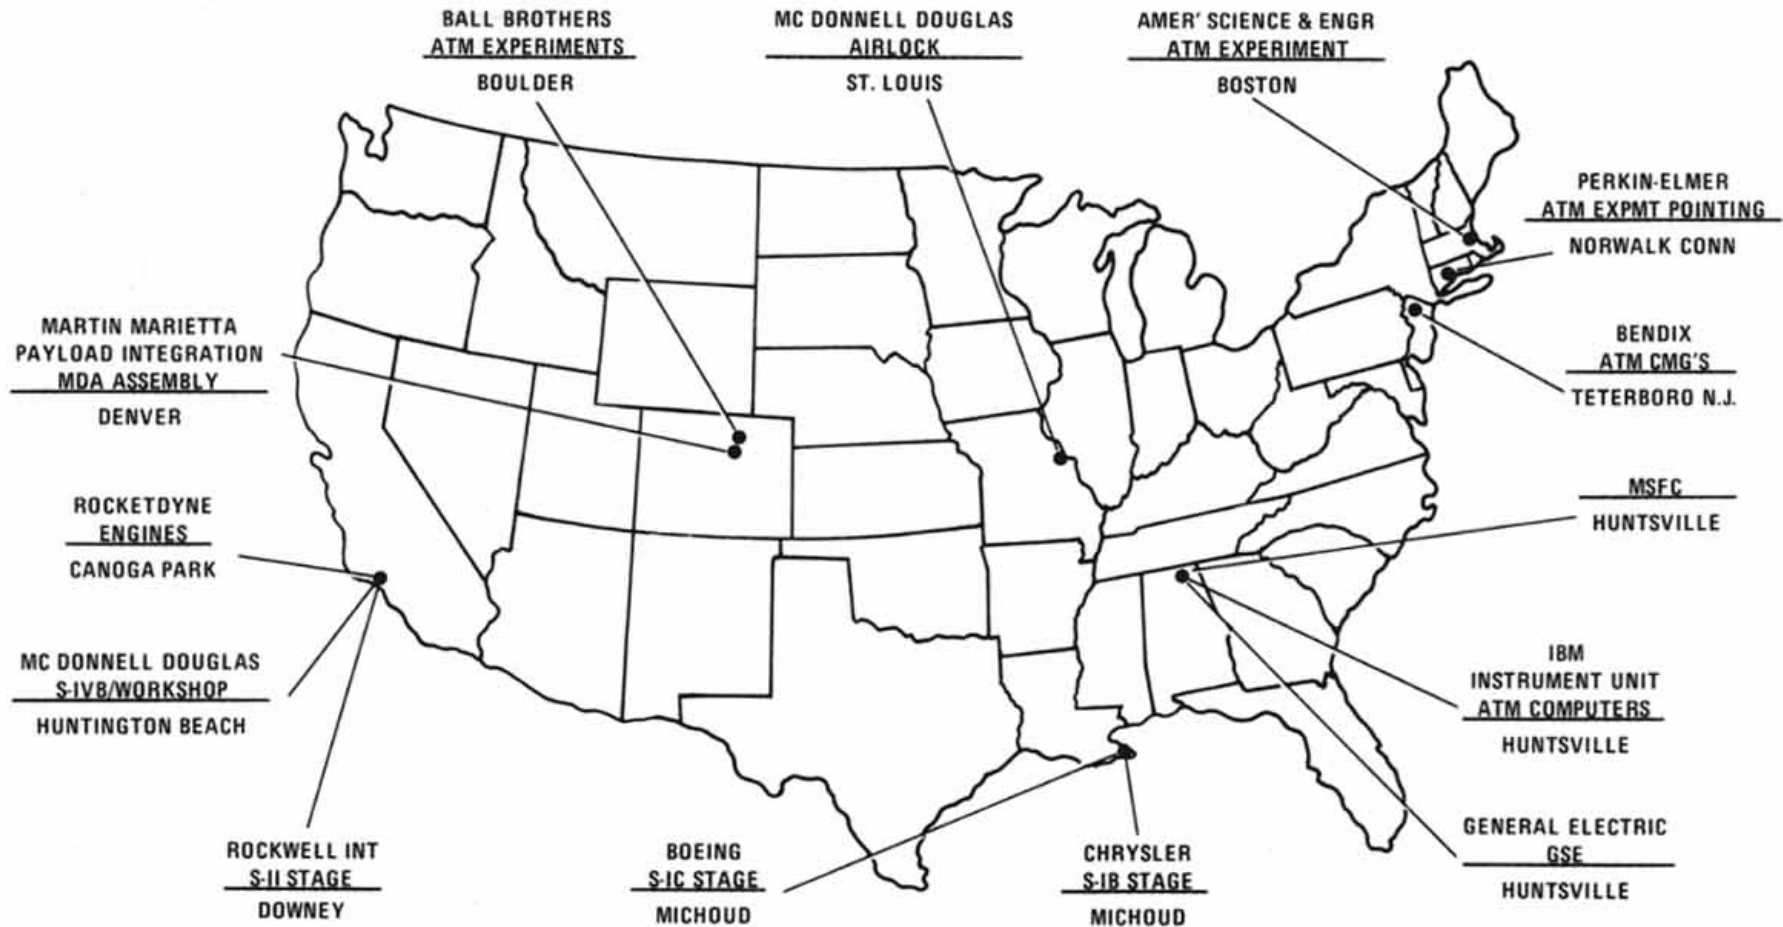 BALL BROTHERS
ATM EXPERIMENTS
BOULDER
MC DONNELL DOUGLAS
AIRLOCK
ST. LOUIS
AMER' SCIENCE & ENGR
ATM EXPERIMENT
BOSTON
PERKIN-ELMER
ATM EXPMT POINTING
NORWALK CONN
MARTIN MARIETTA
PAYLOAD INTEGRATION
MDA ASSEMBLY
DENVER
BENDIX
ATM CMG'S
TETERBORO N.J.
ROCKETDYNE
ENGINES
CANOGA PARK
MSFC
HUNTSVILLE
MC DONNELL DOUGLAS
S-IVB/WORKSHOP
HUNTINGTON BEACH
IBM
INSTRUMENT UNIT
ATM COMPUTERS
HUNTSVILLE
ROCKWELL INT
S-II STAGE
DOWNEY
BOEING
S-IC STAGE
MICHOUD
CHRYSLER
S-IB STAGE
MICHOUD
GENERAL ELECTRIC
GSE
HUNTSVILLE